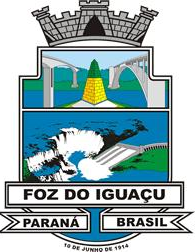 FOZ DO IGUAÇU
PARANÁ BRASIL
10 DE JUNHO DE 1914